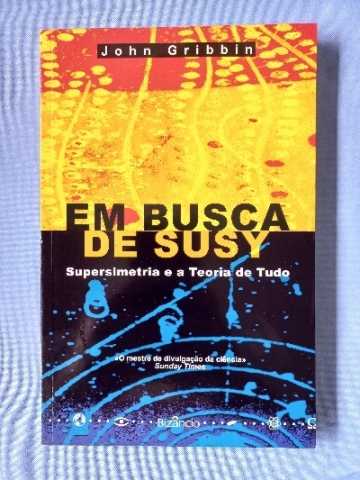 John Gribbin
EM BUSCA
DE SUSY
Supersimetria e a Teoria de Tudo
«O mestre da divulgação da ciência»
Sunday Times
Bizâncio